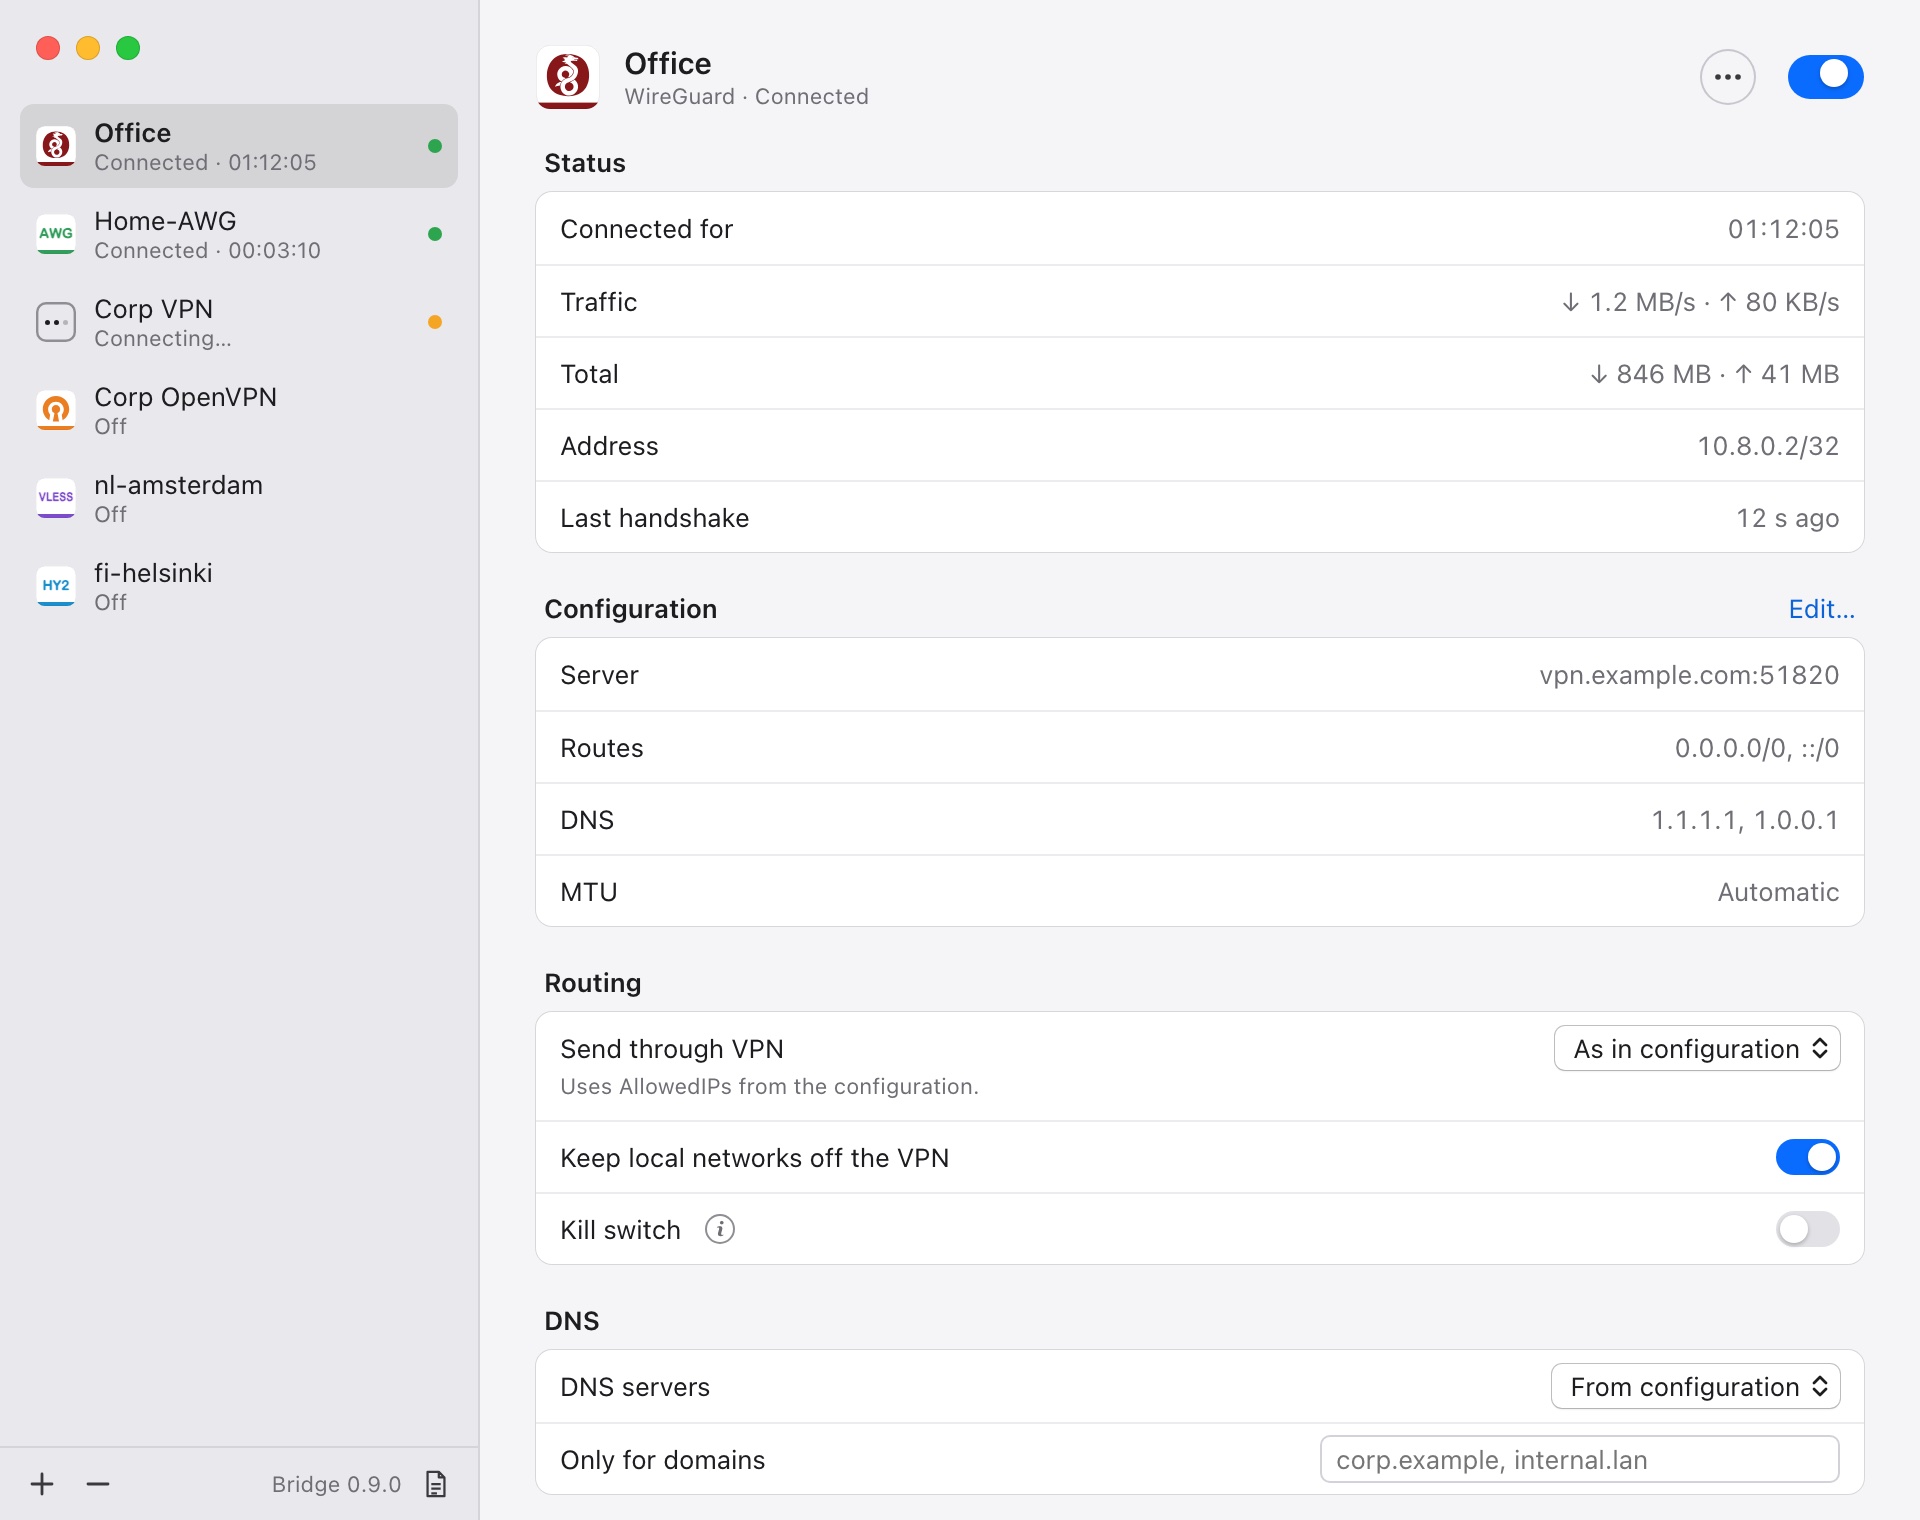 Office
Connected · 01:12:05
AWG
Home-AWG
Connected · 00:03:10
Corp VPN
Connecting...
Corp OpenVPN
Off
VLESS
nl-amsterdam
Off
HY2
fi-helsinki
Off
Bridge 0.9.0
Office
WireGuard · Connected
Status
Connected for 01:12:05
Traffic ↓ 1.2 MB/s · ↑ 80 KB/s
Total ↓ 846 MB · ↑ 41 MB
Address 10.8.0.2/32
Last handshake 12 s ago
Configuration Edit...
Server vpn.example.com:51820
Routes 0.0.0.0/0, ::/0
DNS 1.1.1.1, 1.0.0.1
MTU Automatic
Routing
Send through VPN As in configuration
Uses AllowedIPs from the configuration.
Keep local networks off the VPN
Kill switch i
DNS
DNS servers From configuration
Only for domains corp.example, internal.lan